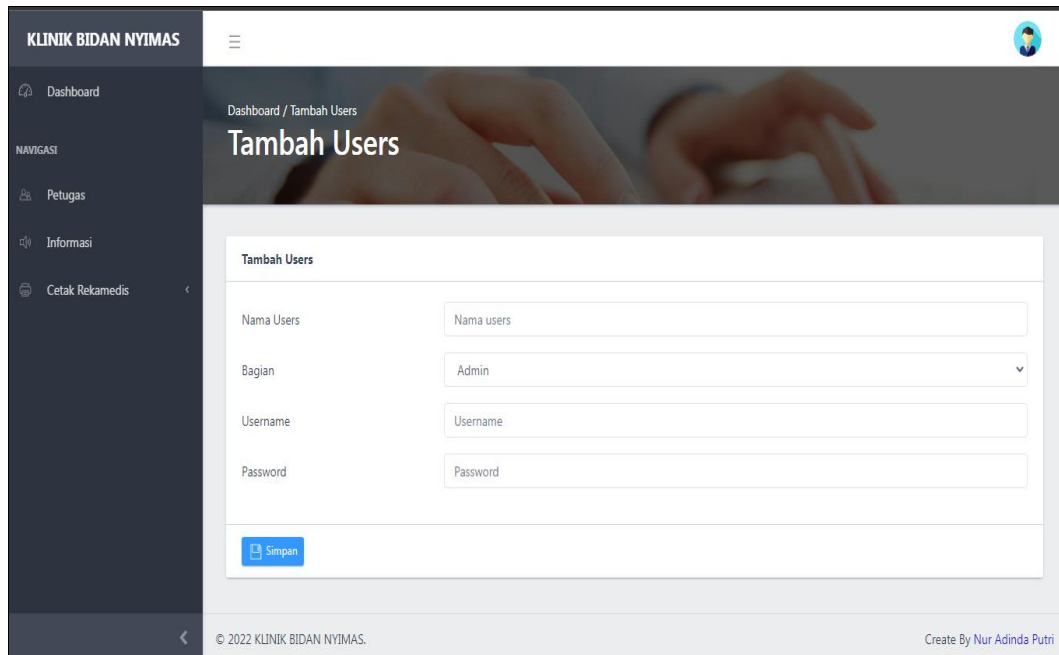 KLINIK BIDAN NYIMAS
Dashboard
NAVIGASI
Petugas
Informasi
Cetak Rekamedis
Dashboard / Tambah Users
Tambah Users
Tambah Users
Nama Users
Nama users
Bagian
Admin
Username
Username
Password
Password
Simpan
© 2022 KLINIK BIDAN NYIMAS.
Create By Nur Adinda Putri